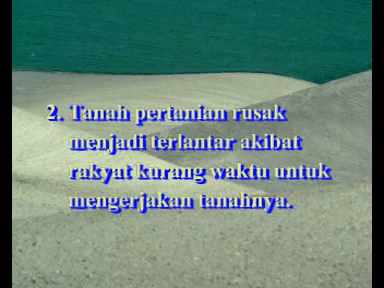 2. Tanah pertanian rusak
menjadi terlantar akibat
rakyat kurang waktu untuk
mengerjakan tanahnya.